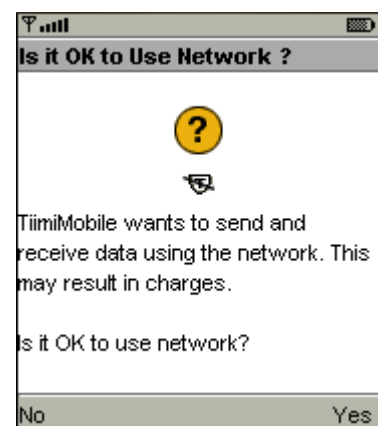 Is it OK to Use Network ?
?
TiimiMobile wants to send and
receive data using the network. This
may result in charges.
Is it OK to use network?
No Yes